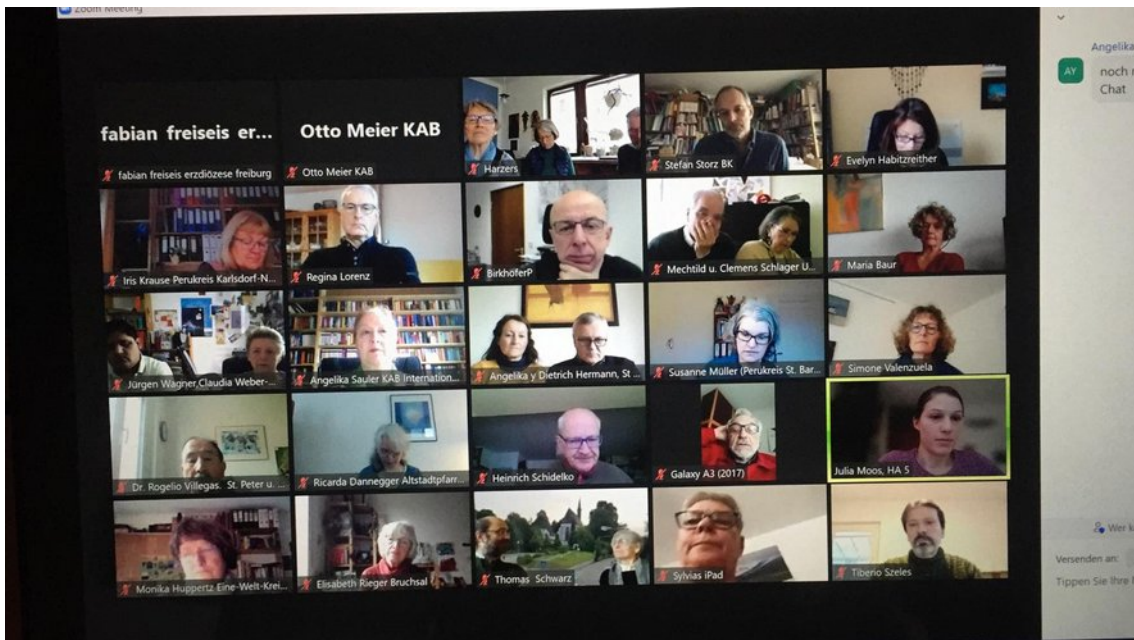 Zoom Meeting
fabian freiseis er...
Otto Meier KAB
fabian freiseis erzdiözese freiburg
Otto Meier KAB
Harzers
Stefan Storz BK
Evelyn Habitzreither
Iris Krause Perukreis Karlsdorf-N...
Regina Lorenz
BirkhoferP
Mechtild u. Clemens Schlager U...
Maria Baur
Jürgen Wagner,Claudia Weber-...
Angelika Sauler KAB Internation...
Angelika y Dietrich Hermann, St ...
Susanne Müller (Perukreis St. Bar...
Simone Valenzuela
Dr. Rogelio Villegas. St. Peter u. ...
Ricarda Dannegger Altstadtpfarr...
Heinrich Schidelko
Galaxy A3 (2017)
Julia Moos, HA 5
Monika Huppertz Eine-Welt-Krei...
Elisabeth Rieger Bruchsal
Thomas Schwarz
Sylvias iPad
Tiberio Szeles
Angelika
AY
noch
Chat
Wer k
Versenden an:
Tippen Sie Ihre